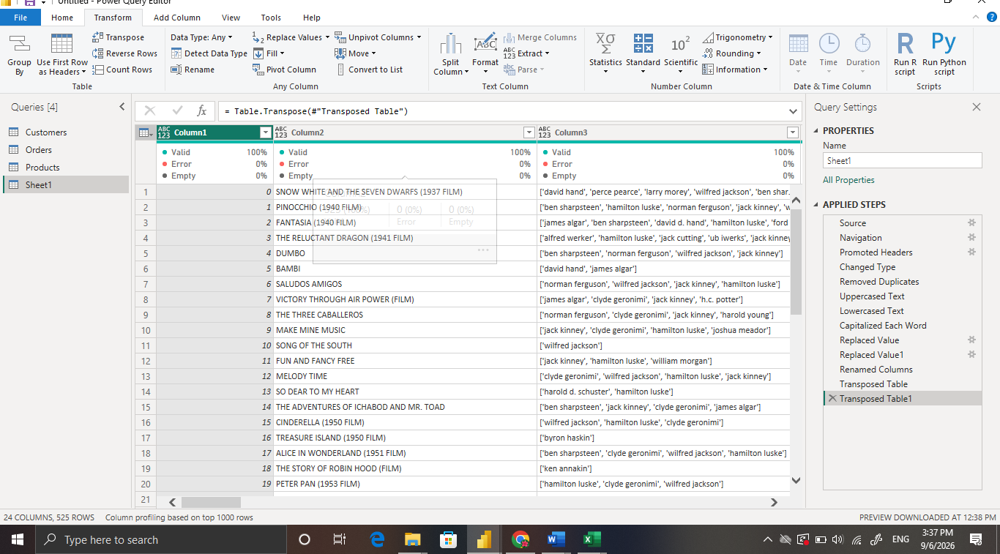 Untitled - Power Query Editor
File Home Transform Add Column View Tools Help
Group By
Use First Row as Headers
Transpose
Reverse Rows
Count Rows
Table
Data Type: Any
Detect Data Type
Rename
Replace Values
Fill
Pivot Column
Unpivot Columns
Move
Convert to List
Any Column
Split Column
Format
ABC
Merge Columns
ABC 123 Extract
abc Parse
Text Column
XΣσ Statistics
Standard
10² Scientific
Trigonometry
.00 Rounding
Information
Number Column
Date
Time
Duration
Date & Time Column
R Run R script
Py Run Python script
Scripts
Queries [4]
Customers
Orders
Products
Sheet1
fx = Table.Transpose(#"Transposed Table")
ABC 123 Column1 ABC 123 Column2 ABC 123 Column3
Valid 100% Valid 100% Valid 100%
Error 0% Error 0% Error 0%
Empty 0% Empty 0% Empty 0%
1 0 SNOW WHITE AND THE SEVEN DWARFS (1937 FILM) ['david hand', 'perce pearce', 'larry morey', 'wilfred jackson', 'ben shar...
2 1 PINOCCHIO (1940 FILM) ['ben sharpsteen', 'hamilton luske', 'norman ferguson', 'jack kinney', 'w
3 2 FANTASIA (1940 FILM) ['james algar', 'ben sharpsteen', 'david d. hand', 'hamilton luske', 'ford
4 3 THE RELUCTANT DRAGON (1941 FILM) ['alfred werker', 'hamilton luske', 'jack cutting', 'ub iwerks', 'jack kinney
5 4 DUMBO ['ben sharpsteen', 'norman ferguson', 'wilfred jackson', 'jack kinney']
6 5 BAMBI ['david hand', 'james algar']
7 6 SALUDOS AMIGOS ['norman ferguson', 'wilfred jackson', 'jack kinney', 'hamilton luske']
8 7 VICTORY THROUGH AIR POWER (FILM) ['james algar', 'clyde geronimi', 'jack kinney', 'h.c. potter']
9 8 THE THREE CABALLEROS ['norman ferguson', 'clyde geronimi', 'jack kinney', 'harold young']
10 9 MAKE MINE MUSIC ['jack kinney', 'clyde geronimi', 'hamilton luske', 'joshua meador']
11 10 SONG OF THE SOUTH ['wilfred jackson']
12 11 FUN AND FANCY FREE ['jack kinney', 'hamilton luske', 'william morgan']
13 12 MELODY TIME ['clyde geronimi', 'wilfred jackson', 'hamilton luske', 'jack kinney']
14 13 SO DEAR TO MY HEART ['harold d. schuster', 'hamilton luske']
15 14 THE ADVENTURES OF ICHABOD AND MR. TOAD ['ben sharpsteen', 'jack kinney', 'clyde geronimi', 'james algar']
16 15 CINDERELLA (1950 FILM) ['wilfred jackson', 'hamilton luske', 'clyde geronimi']
17 16 TREASURE ISLAND (1950 FILM) ['byron haskin']
18 17 ALICE IN WONDERLAND (1951 FILM) ['ben sharpsteen', 'clyde geronimi', 'wilfred jackson', 'hamilton luske']
19 18 THE STORY OF ROBIN HOOD (FILM) ['ken annakin']
20 19 PETER PAN (1953 FILM) ['hamilton luske', 'clyde geronimi', 'wilfred jackson']
21
0 (0%) 0 (0%)
Error Empty
Query Settings
PROPERTIES
Name
Sheet1
All Properties
APPLIED STEPS
Source
Navigation
Promoted Headers
Changed Type
Removed Duplicates
Uppercased Text
Lowercased Text
Capitalized Each Word
Replaced Value
Replaced Value1
Renamed Columns
Transposed Table
Transposed Table1
24 COLUMNS, 525 ROWS Column profiling based on top 1000 rows PREVIEW DOWNLOADED AT 12:38 PM
Type here to search
ENG
3:37 PM
9/6/2026